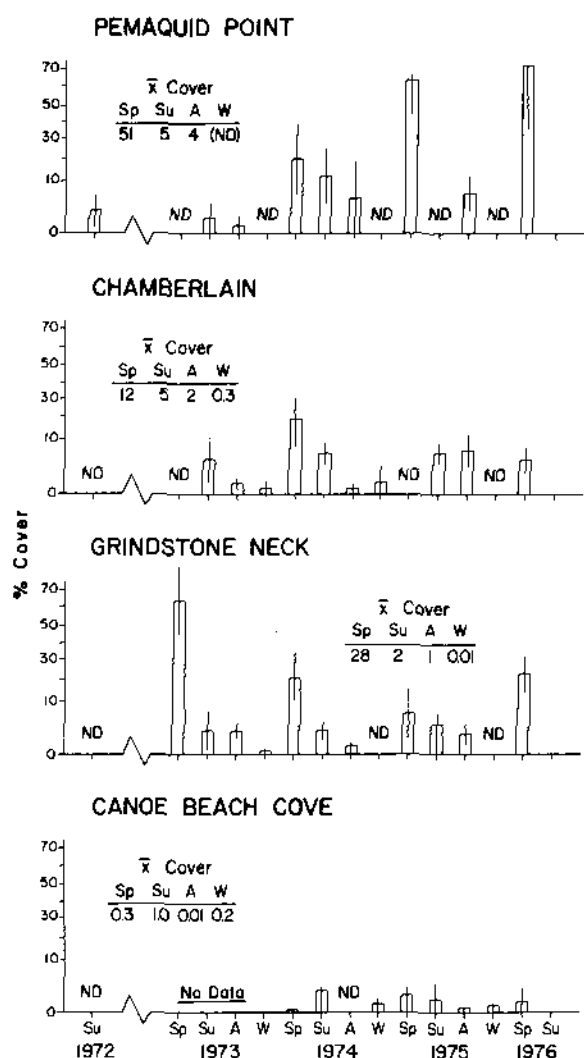 PEMAQUID POINT
x̄ Cover
Sp Su A W
51 5 4 (ND)
70
50
30
10
0
ND ND ND ND ND
CHAMBERLAIN
x̄ Cover
Sp Su A W
12 5 2 0.3
70
50
30
10
0
ND ND ND ND
% Cover
GRINDSTONE NECK
x̄ Cover
Sp Su A W
28 2 1 0.01
70
50
30
10
0
ND ND ND
CANOE BEACH COVE
x̄ Cover
Sp Su A W
0.3 1.0 0.01 0.2
70
50
30
10
0
ND No Data ND
Su Sp Su A W Sp Su A W Sp Su A W Sp Su
1972 1973 1974 1975 1976